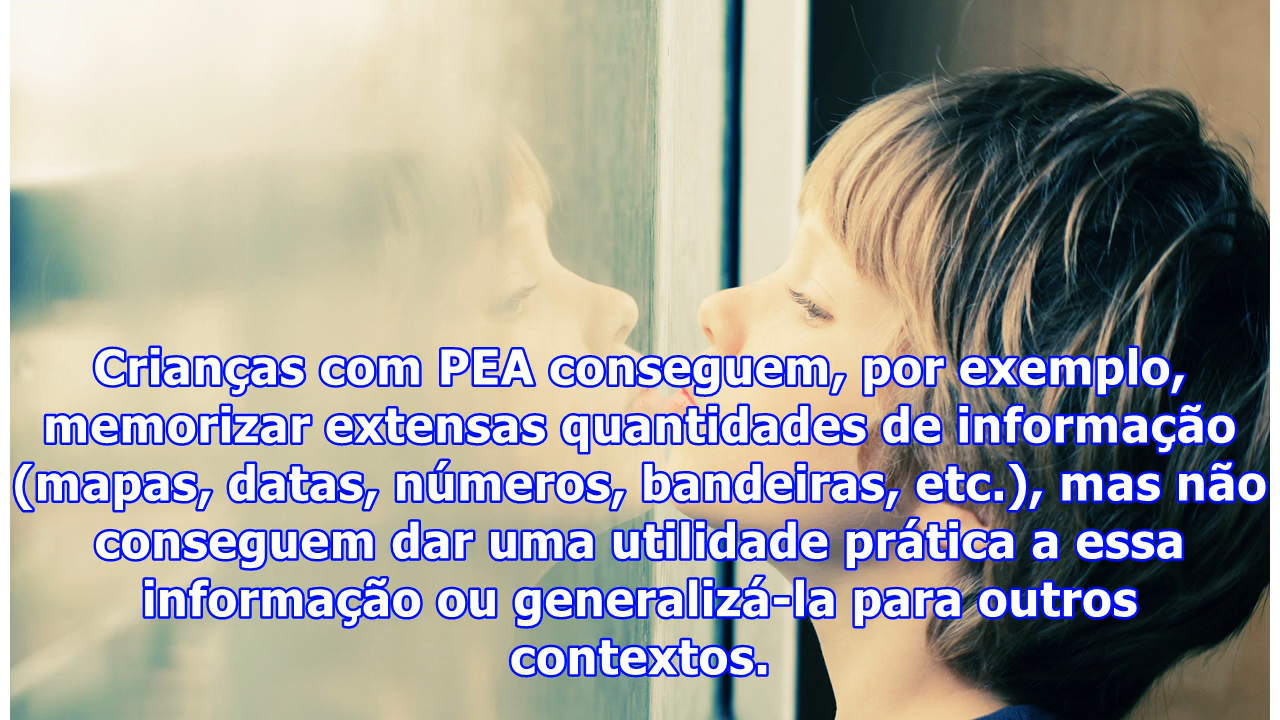 Crianças com PEA conseguem, por exemplo,
memorizar extensas quantidades de informação
(mapas, datas, números, bandeiras, etc.), mas não
conseguem dar uma utilidade prática a essa
informação ou generalizá-la para outros
contextos.